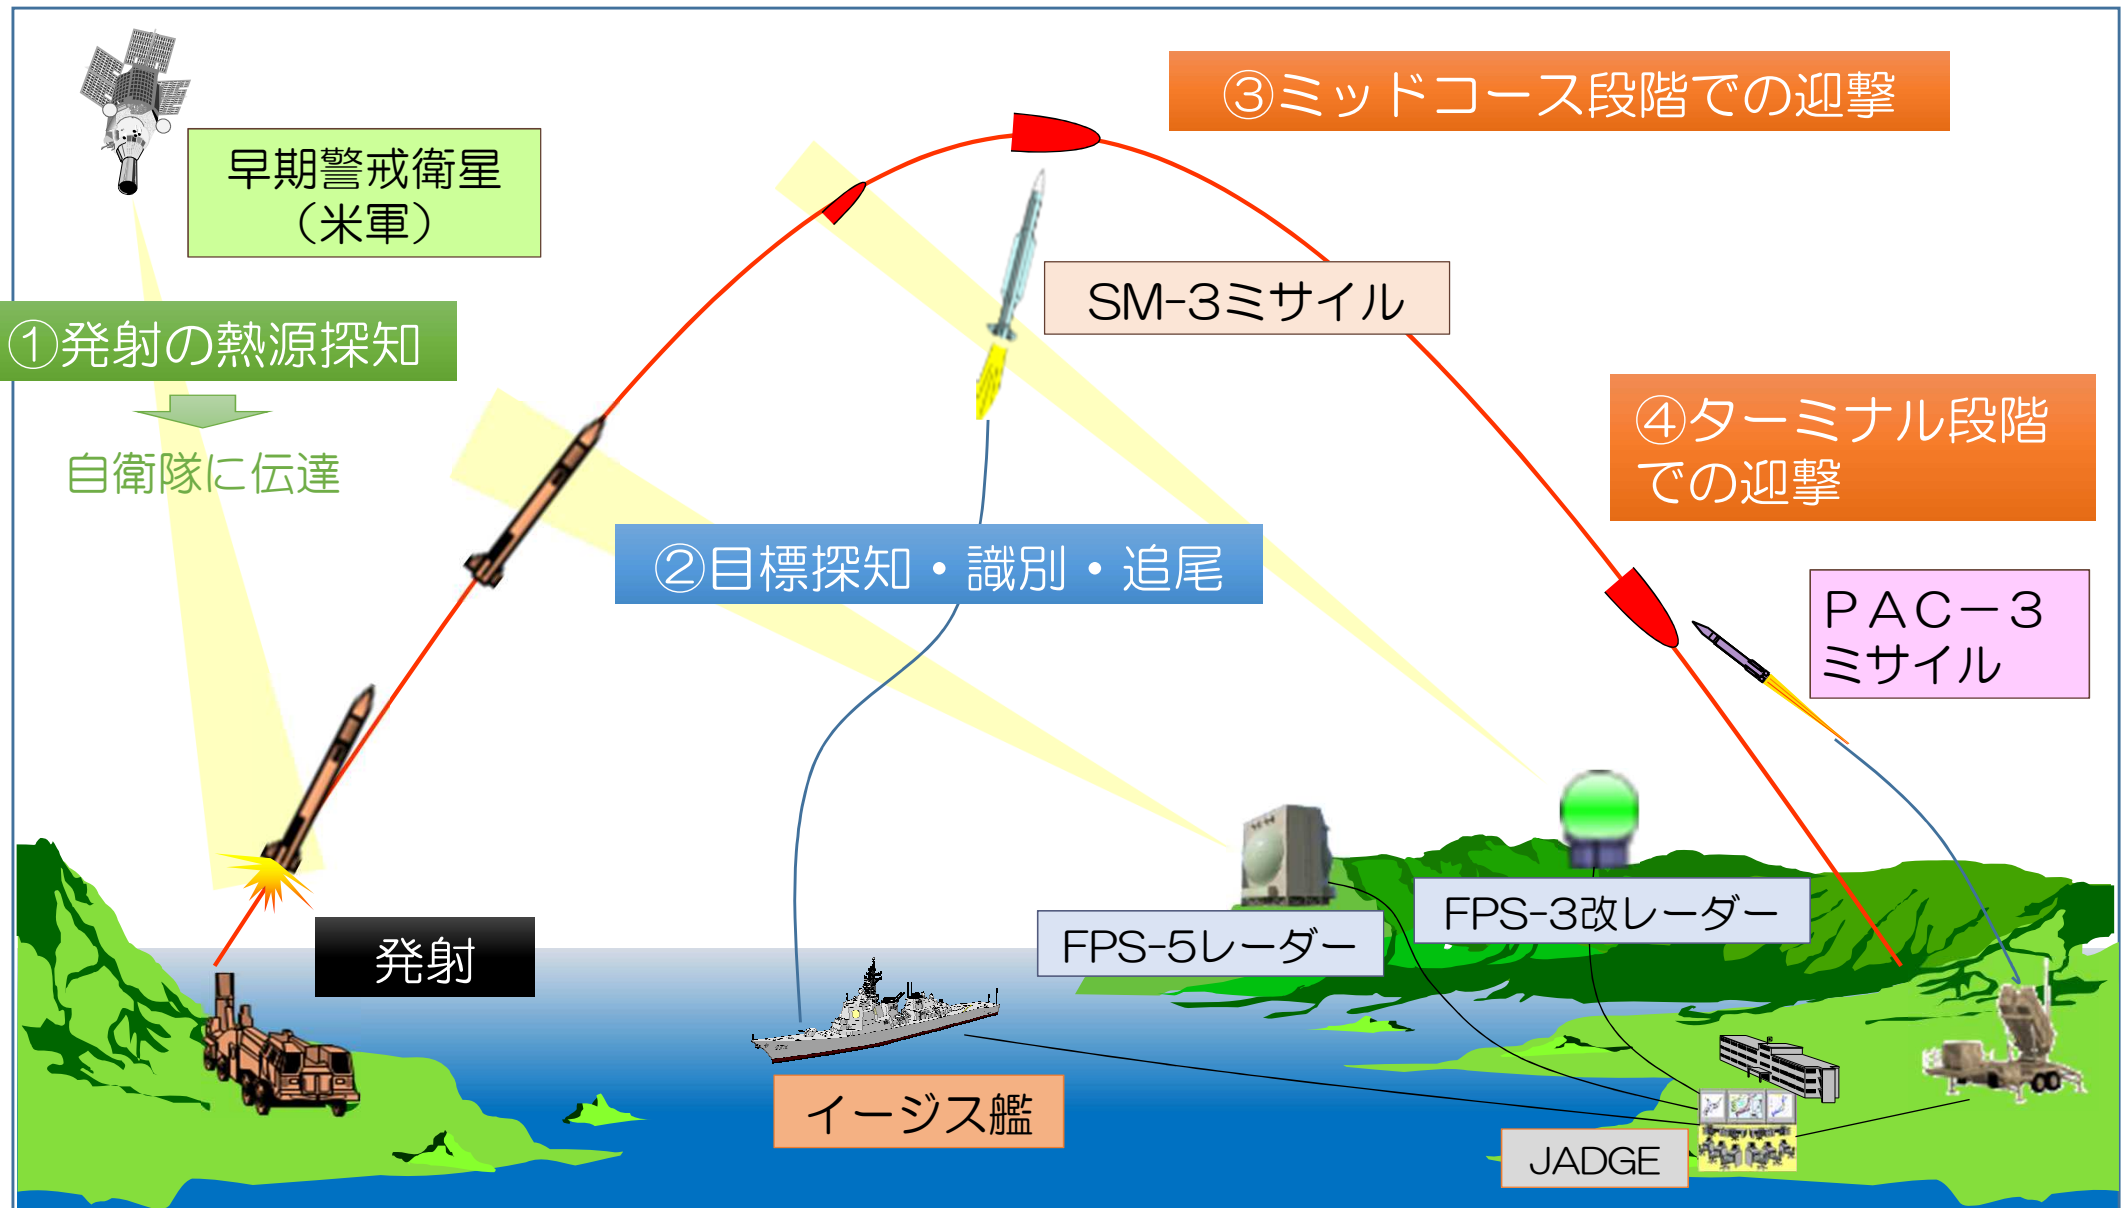 ③ミッドコース段階での迎撃
早期警戒衛星
（米軍）
SM-3ミサイル
①発射の熱源探知
自衛隊に伝達
④ターミナル段階
での迎撃
②目標探知・識別・追尾
ＰＡＣ－３
ミサイル
FPS-3改レーダー
FPS-5レーダー
発射
イージス艦
JADGE